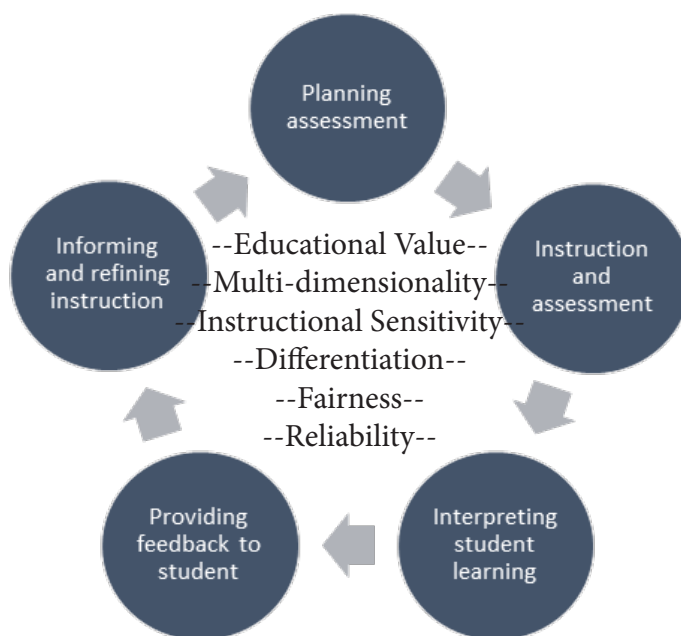 Planning
assessment
Instruction
and
assessment
Interpreting
student
learning
Providing
feedback to
student
Informing
and refining
instruction
--Educational Value--
--Multi-dimensionality--
--Instructional Sensitivity--
--Differentiation--
--Fairness--
--Reliability--